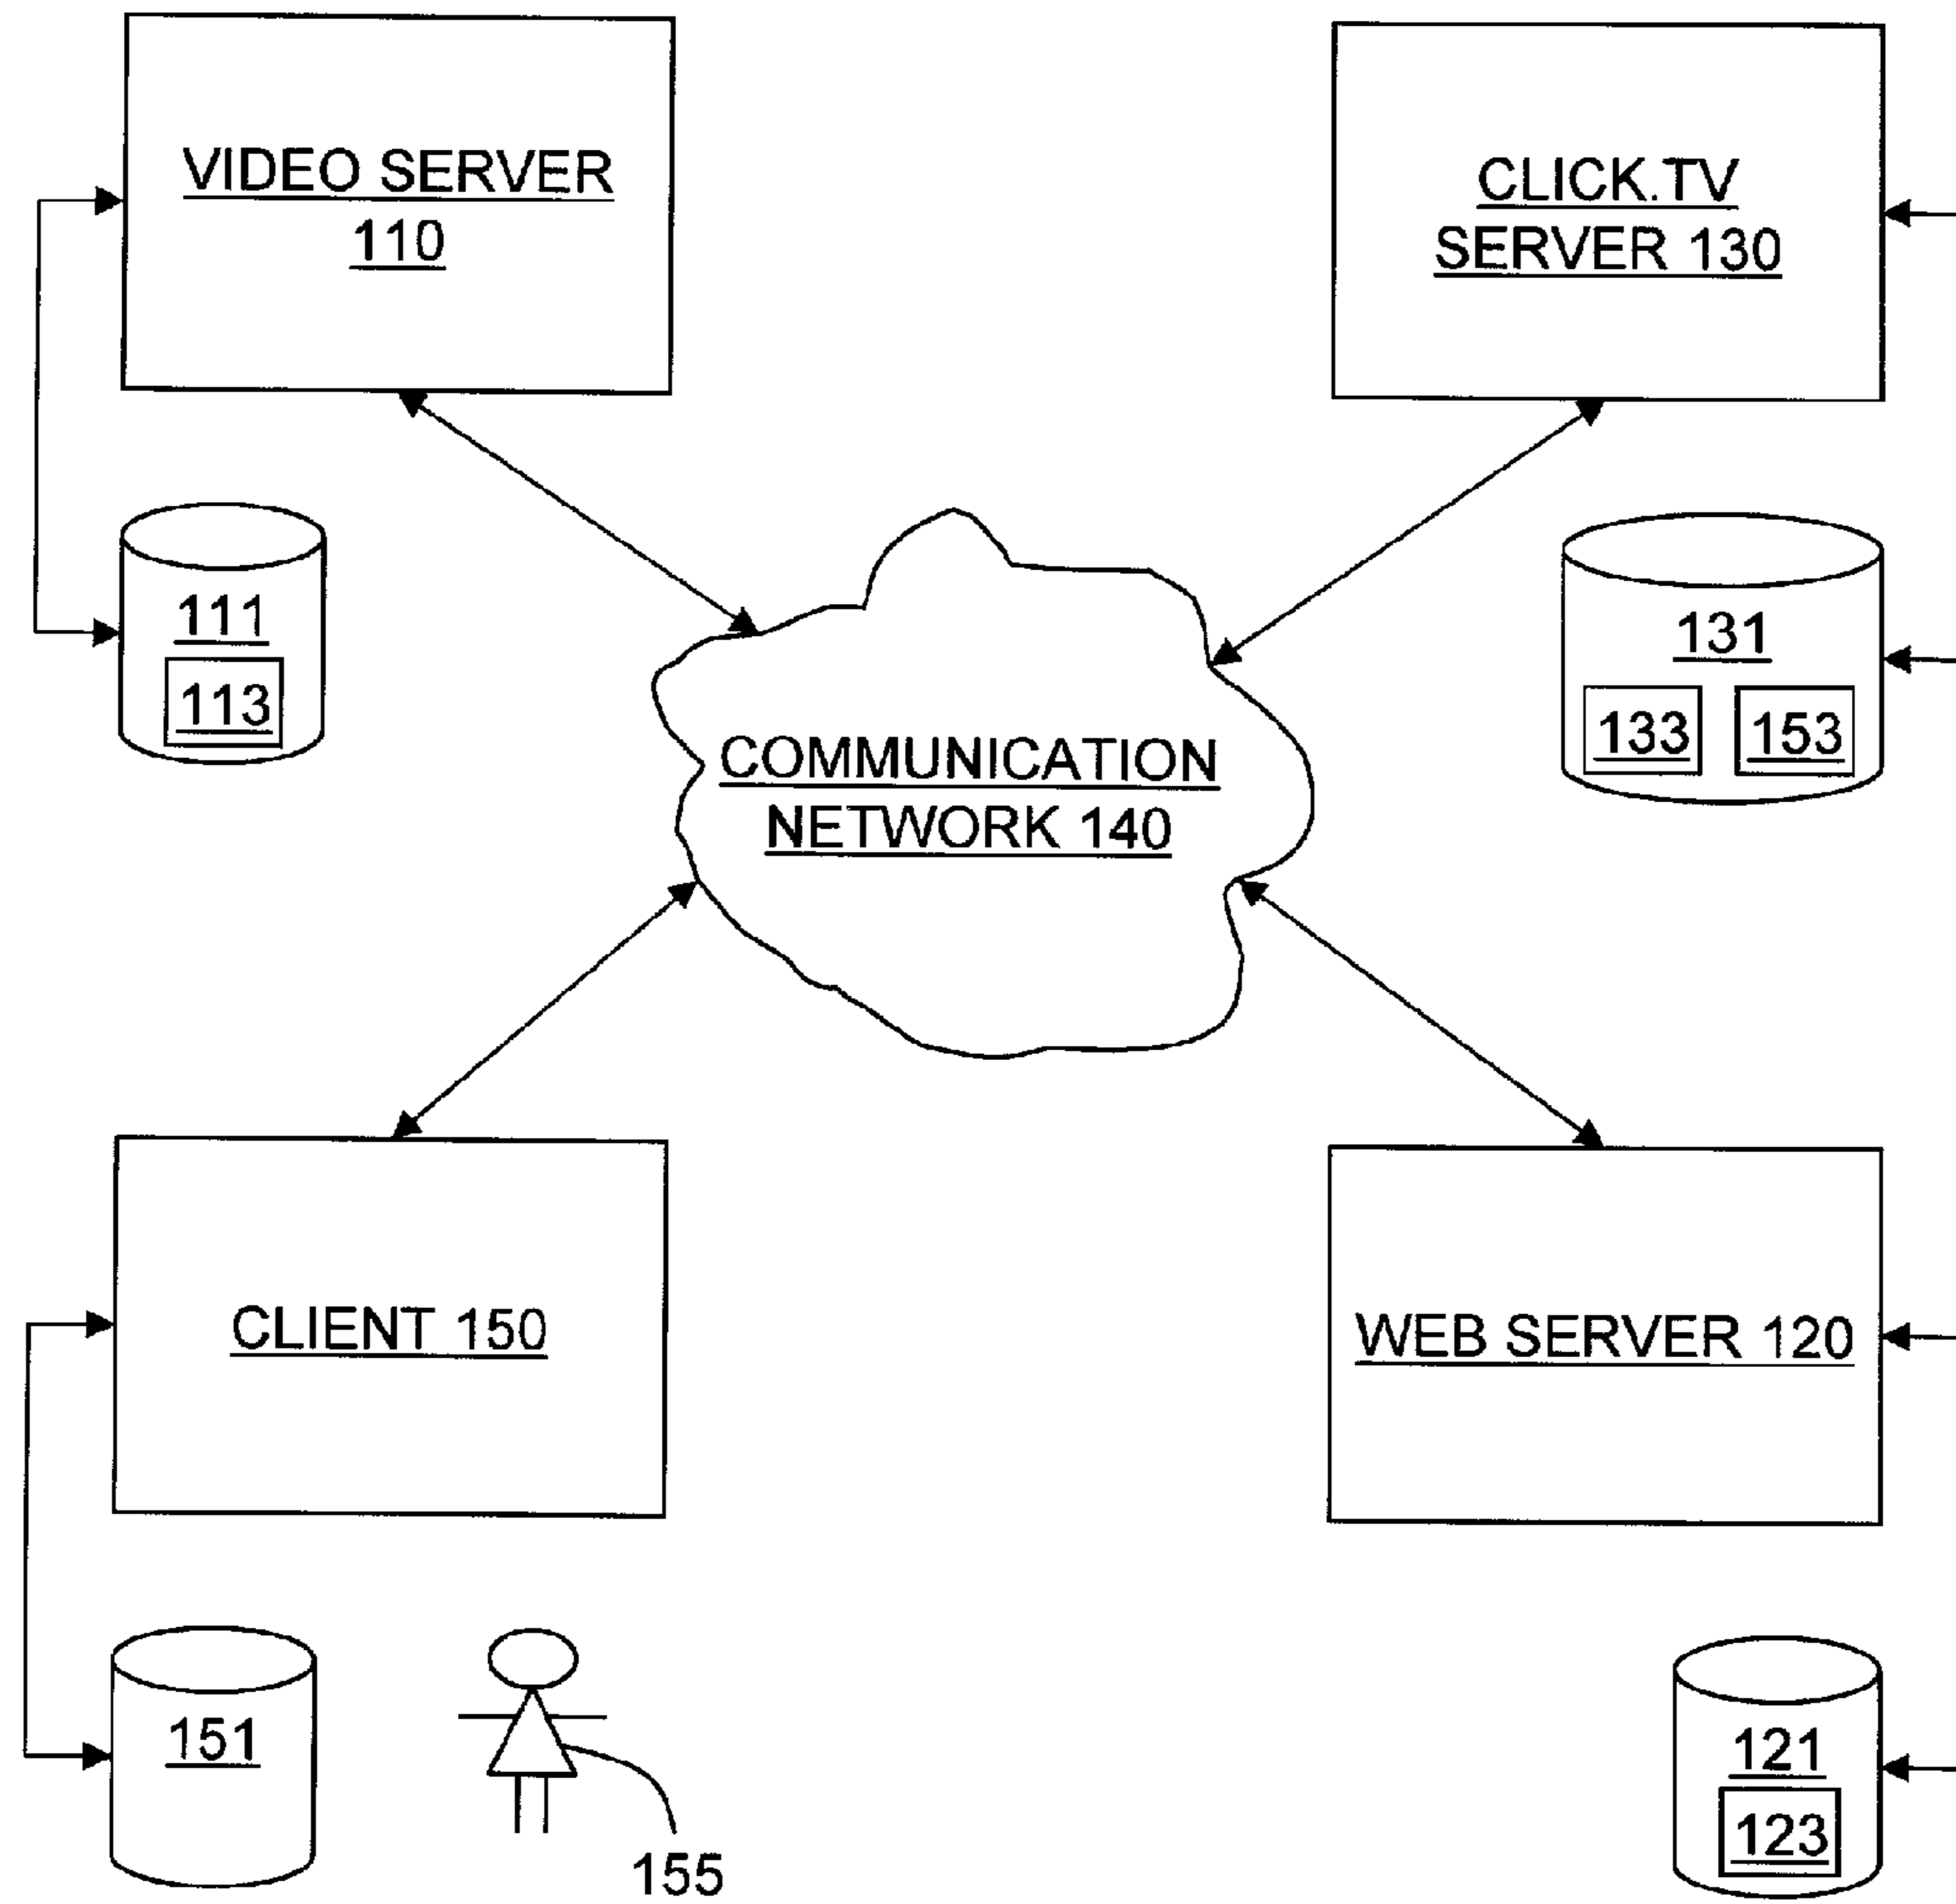 VIDEO SERVER
110
CLICK.TV
SERVER 130
111
113
131
133 153
COMMUNICATION
NETWORK 140
CLIENT 150
WEB SERVER 120
151
155
121
123